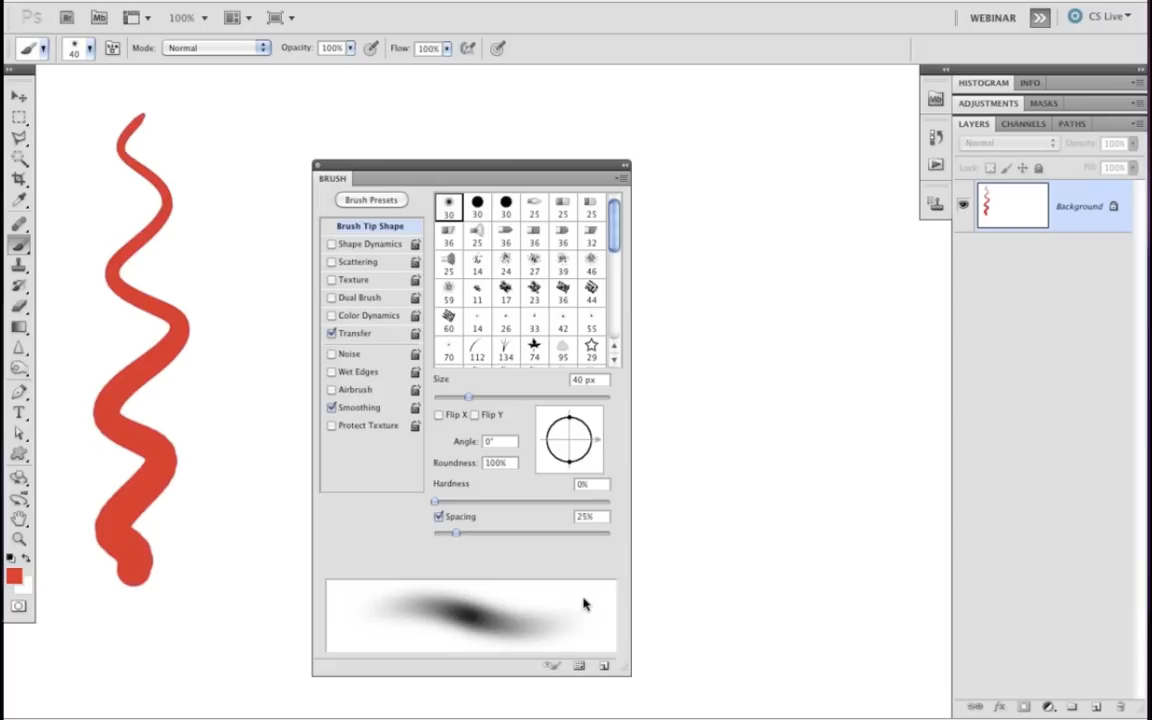 Ps Br Mb 100% WEBINAR CS Live
40 Mode: Normal Opacity: 100% Flow: 100%
HISTOGRAM INFO
ADJUSTMENTS MASKS
LAYERS CHANNELS PATHS
Normal Opacity: 100%
Lock: Fill: 100%
Background
BRUSH
Brush Presets
Brush Tip Shape
Shape Dynamics
Scattering
Texture
Dual Brush
Color Dynamics
Transfer
Noise
Wet Edges
Airbrush
Smoothing
Protect Texture
30 30 30 25 25 25
36 25 36 36 36 32
25 14 24 27 39 46
59 11 17 23 36 44
60 14 26 33 42 55
70 112 134 74 95 29
Size 40 px
Flip X Flip Y
Angle: 0°
Roundness: 100%
Hardness 0%
Spacing 25%
T
fx